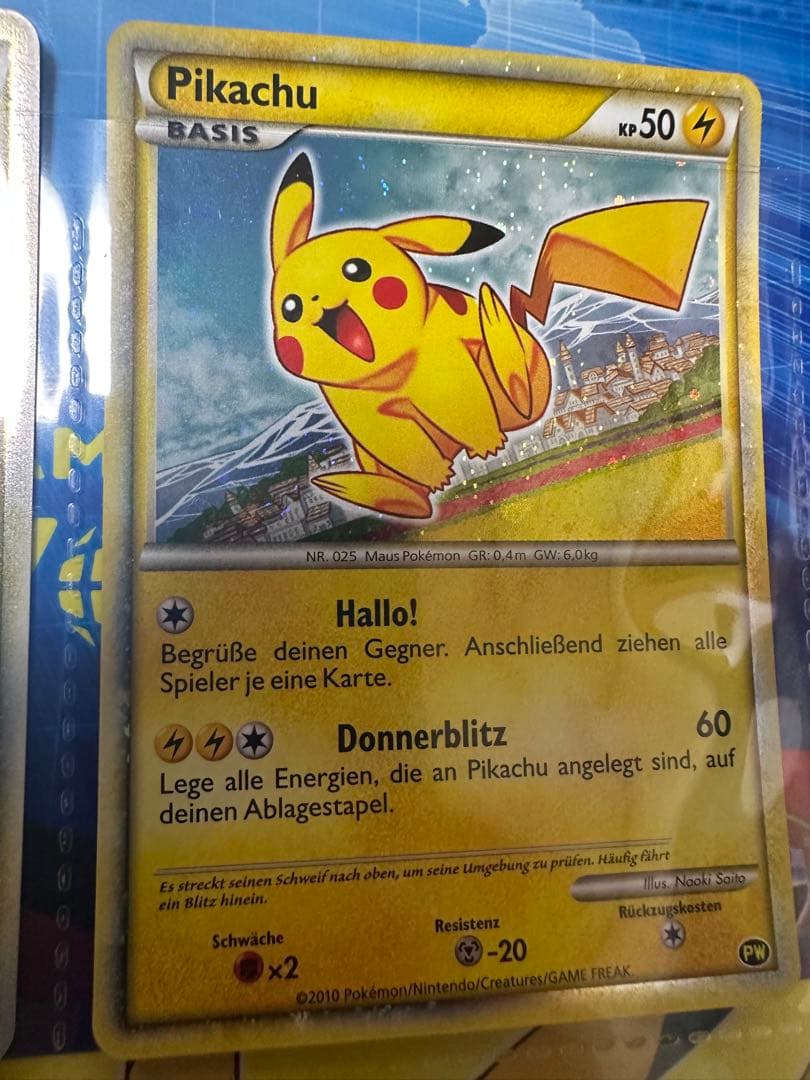 Pikachu
BASIS
KP 50
NR. 025 Maus Pokémon GR: 0,4m GW: 6,0kg
Hallo!
Begrüße deinen Gegner. Anschließend ziehen alle
Spieler je eine Karte.
Donnerblitz 60
Lege alle Energien, die an Pikachu angelegt sind, auf
deinen Ablagestapel.
Es streckt seinen Schweif nach oben, um seine Umgebung zu prüfen. Häufig fährt
ein Blitz hinein.
Illus. Naoki Saito
Schwäche
x2
Resistenz
-20
Rückzugskosten
PW
©2010 Pokémon/Nintendo/Creatures/GAME FREAK.